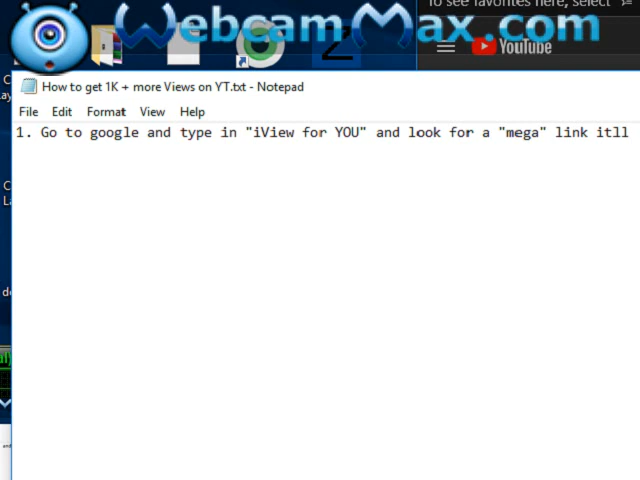 To see favorites here, select
WebcamMax.com
YouTube
How to get 1K + more Views on YT.txt - Notepad
File Edit Format View Help
1. Go to google and type in "iView for YOU" and look for a "mega" link itll